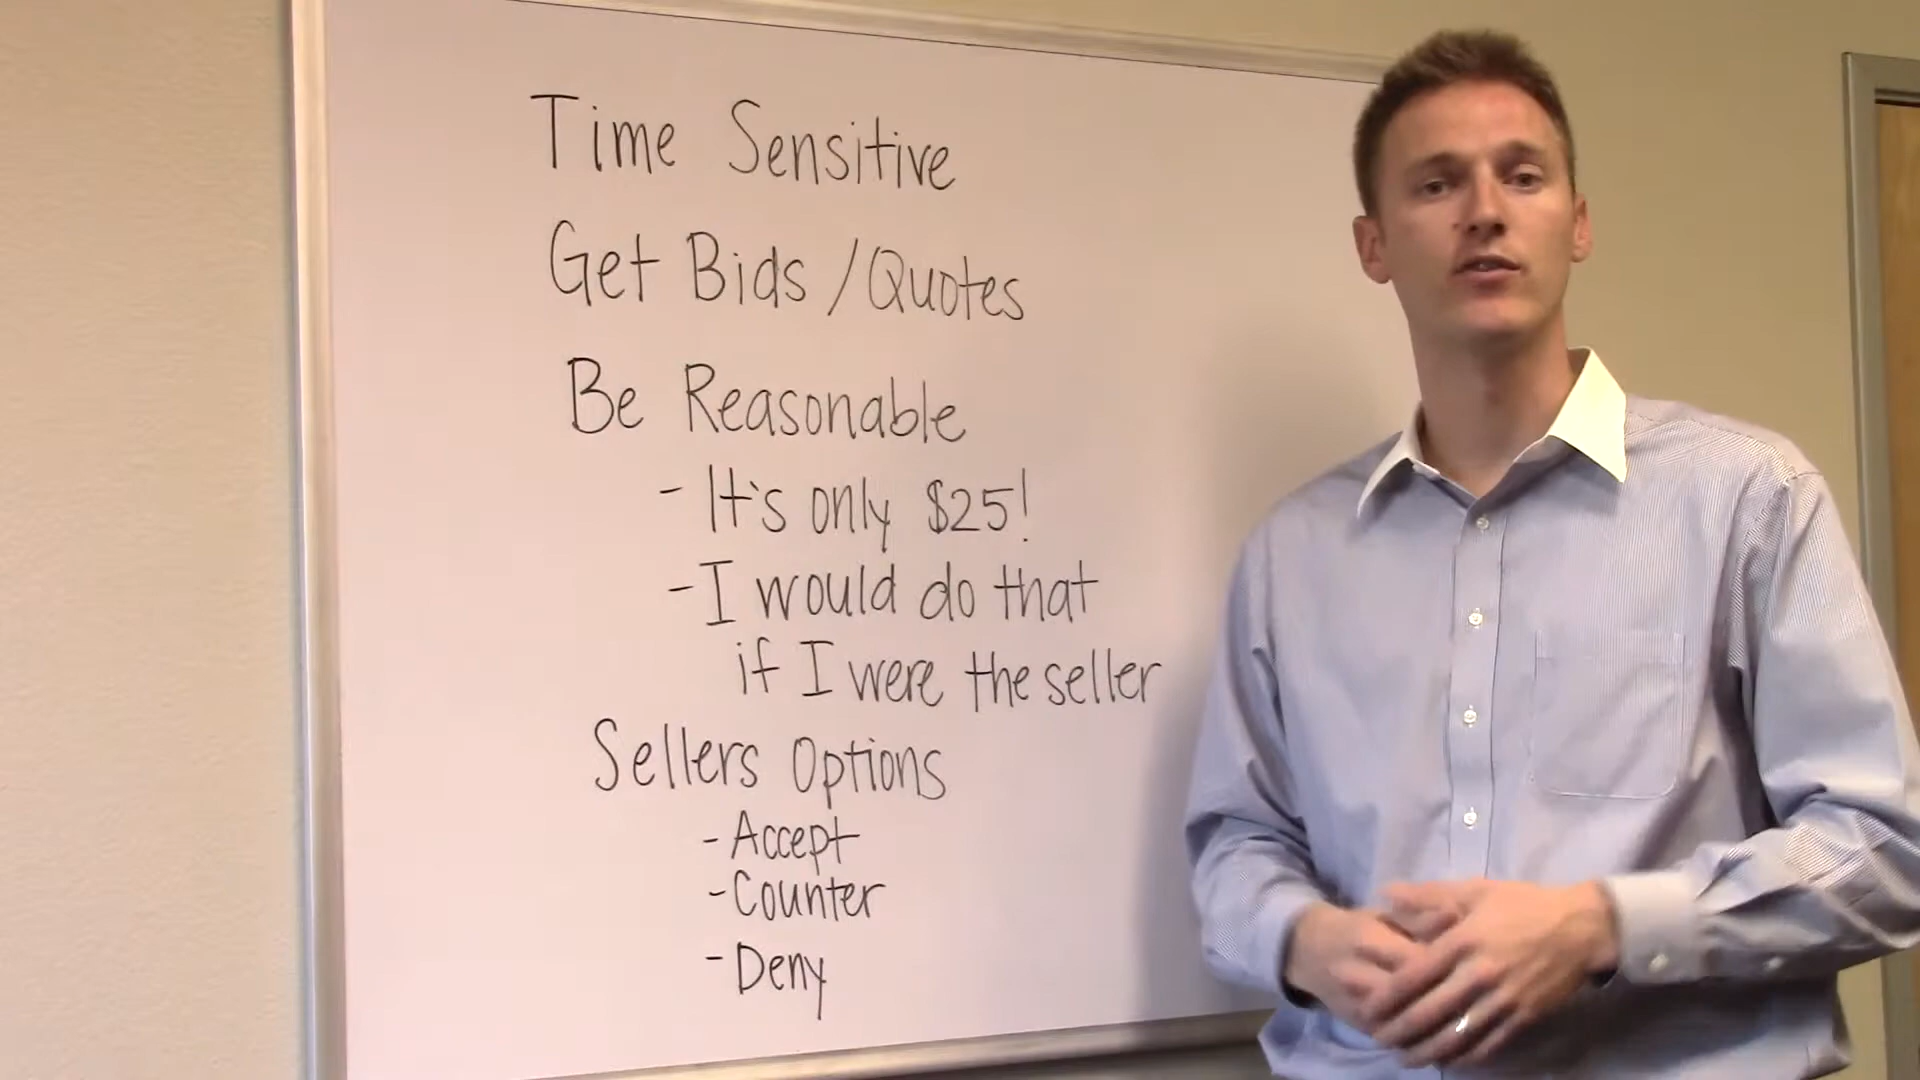 Time Sensitive
Get Bids / Quotes
Be Reasonable
- It's only $25!
- I would do that
if I were the seller
Sellers Options
- Accept
- Counter
- Deny